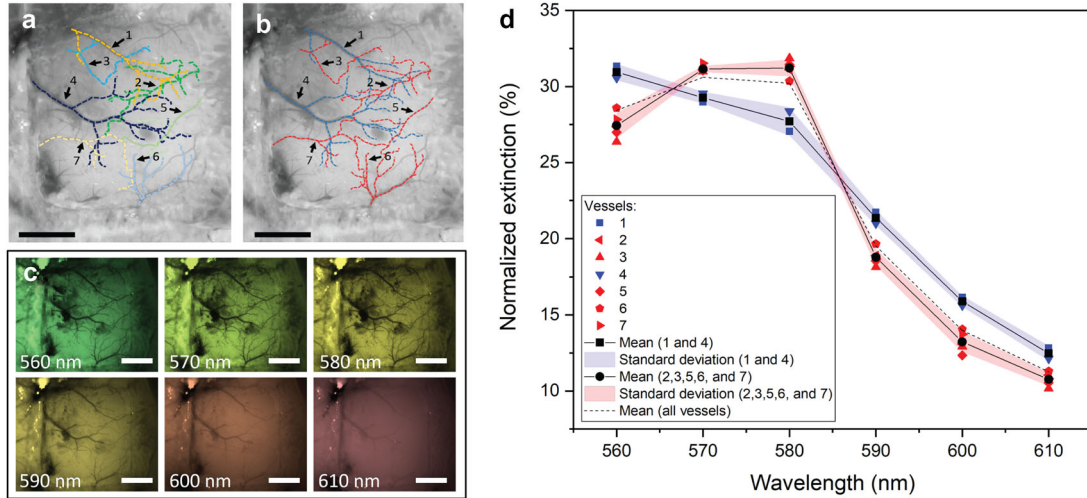 a
1
3
4
2
5
7
6
b
1
3
4
2
5
7
6
c
560 nm
570 nm
580 nm
590 nm
600 nm
610 nm
d
35
30
25
20
15
10
Normalized extinction (%)
Vessels:
1
2
3
4
5
6
7
Mean (1 and 4)
Standard deviation (1 and 4)
Mean (2,3,5,6, and 7)
Standard deviation (2,3,5,6, and 7)
Mean (all vessels)
560 570 580 590 600 610
Wavelength (nm)